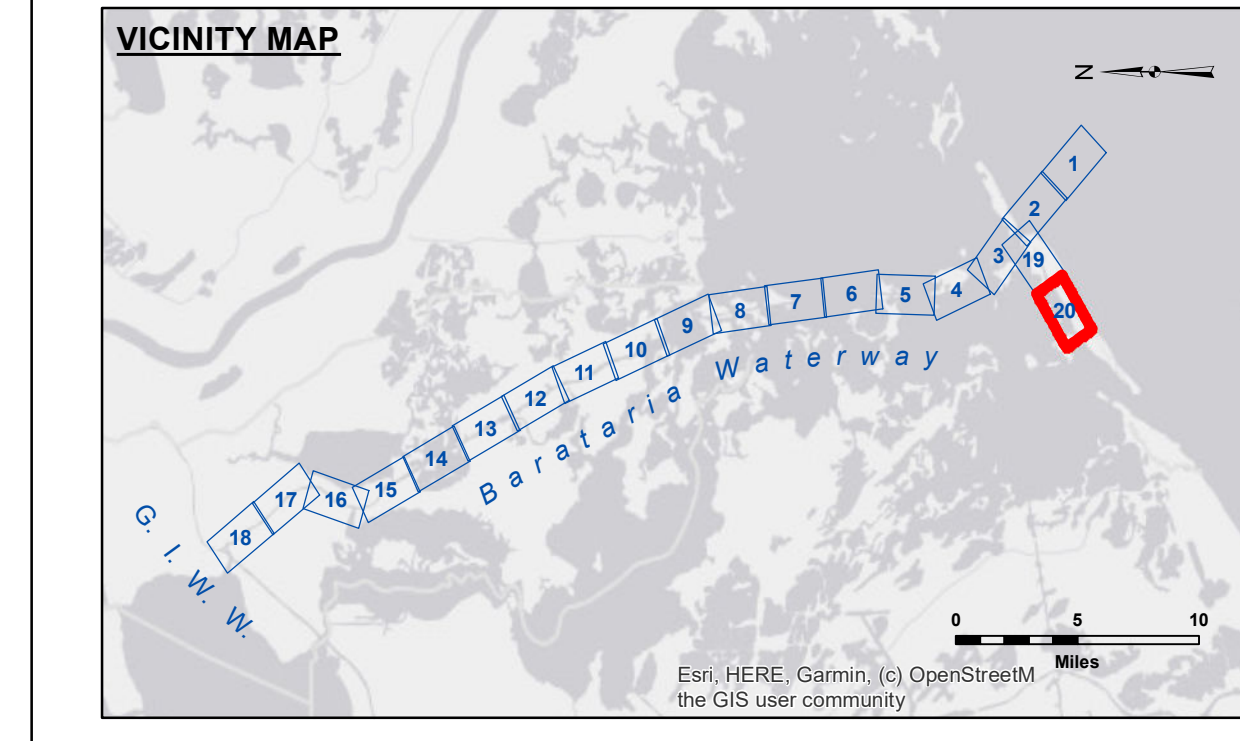 VICINITY MAP
N
1
2
3
19
20
4
5
6
7
8
9
10
11
12
13
14
15
16
17
18
Barataria Waterway
G. I. W. W.
0 5 10
Miles
Esri, HERE, Garmin, (c) OpenStreetM
the GIS user community